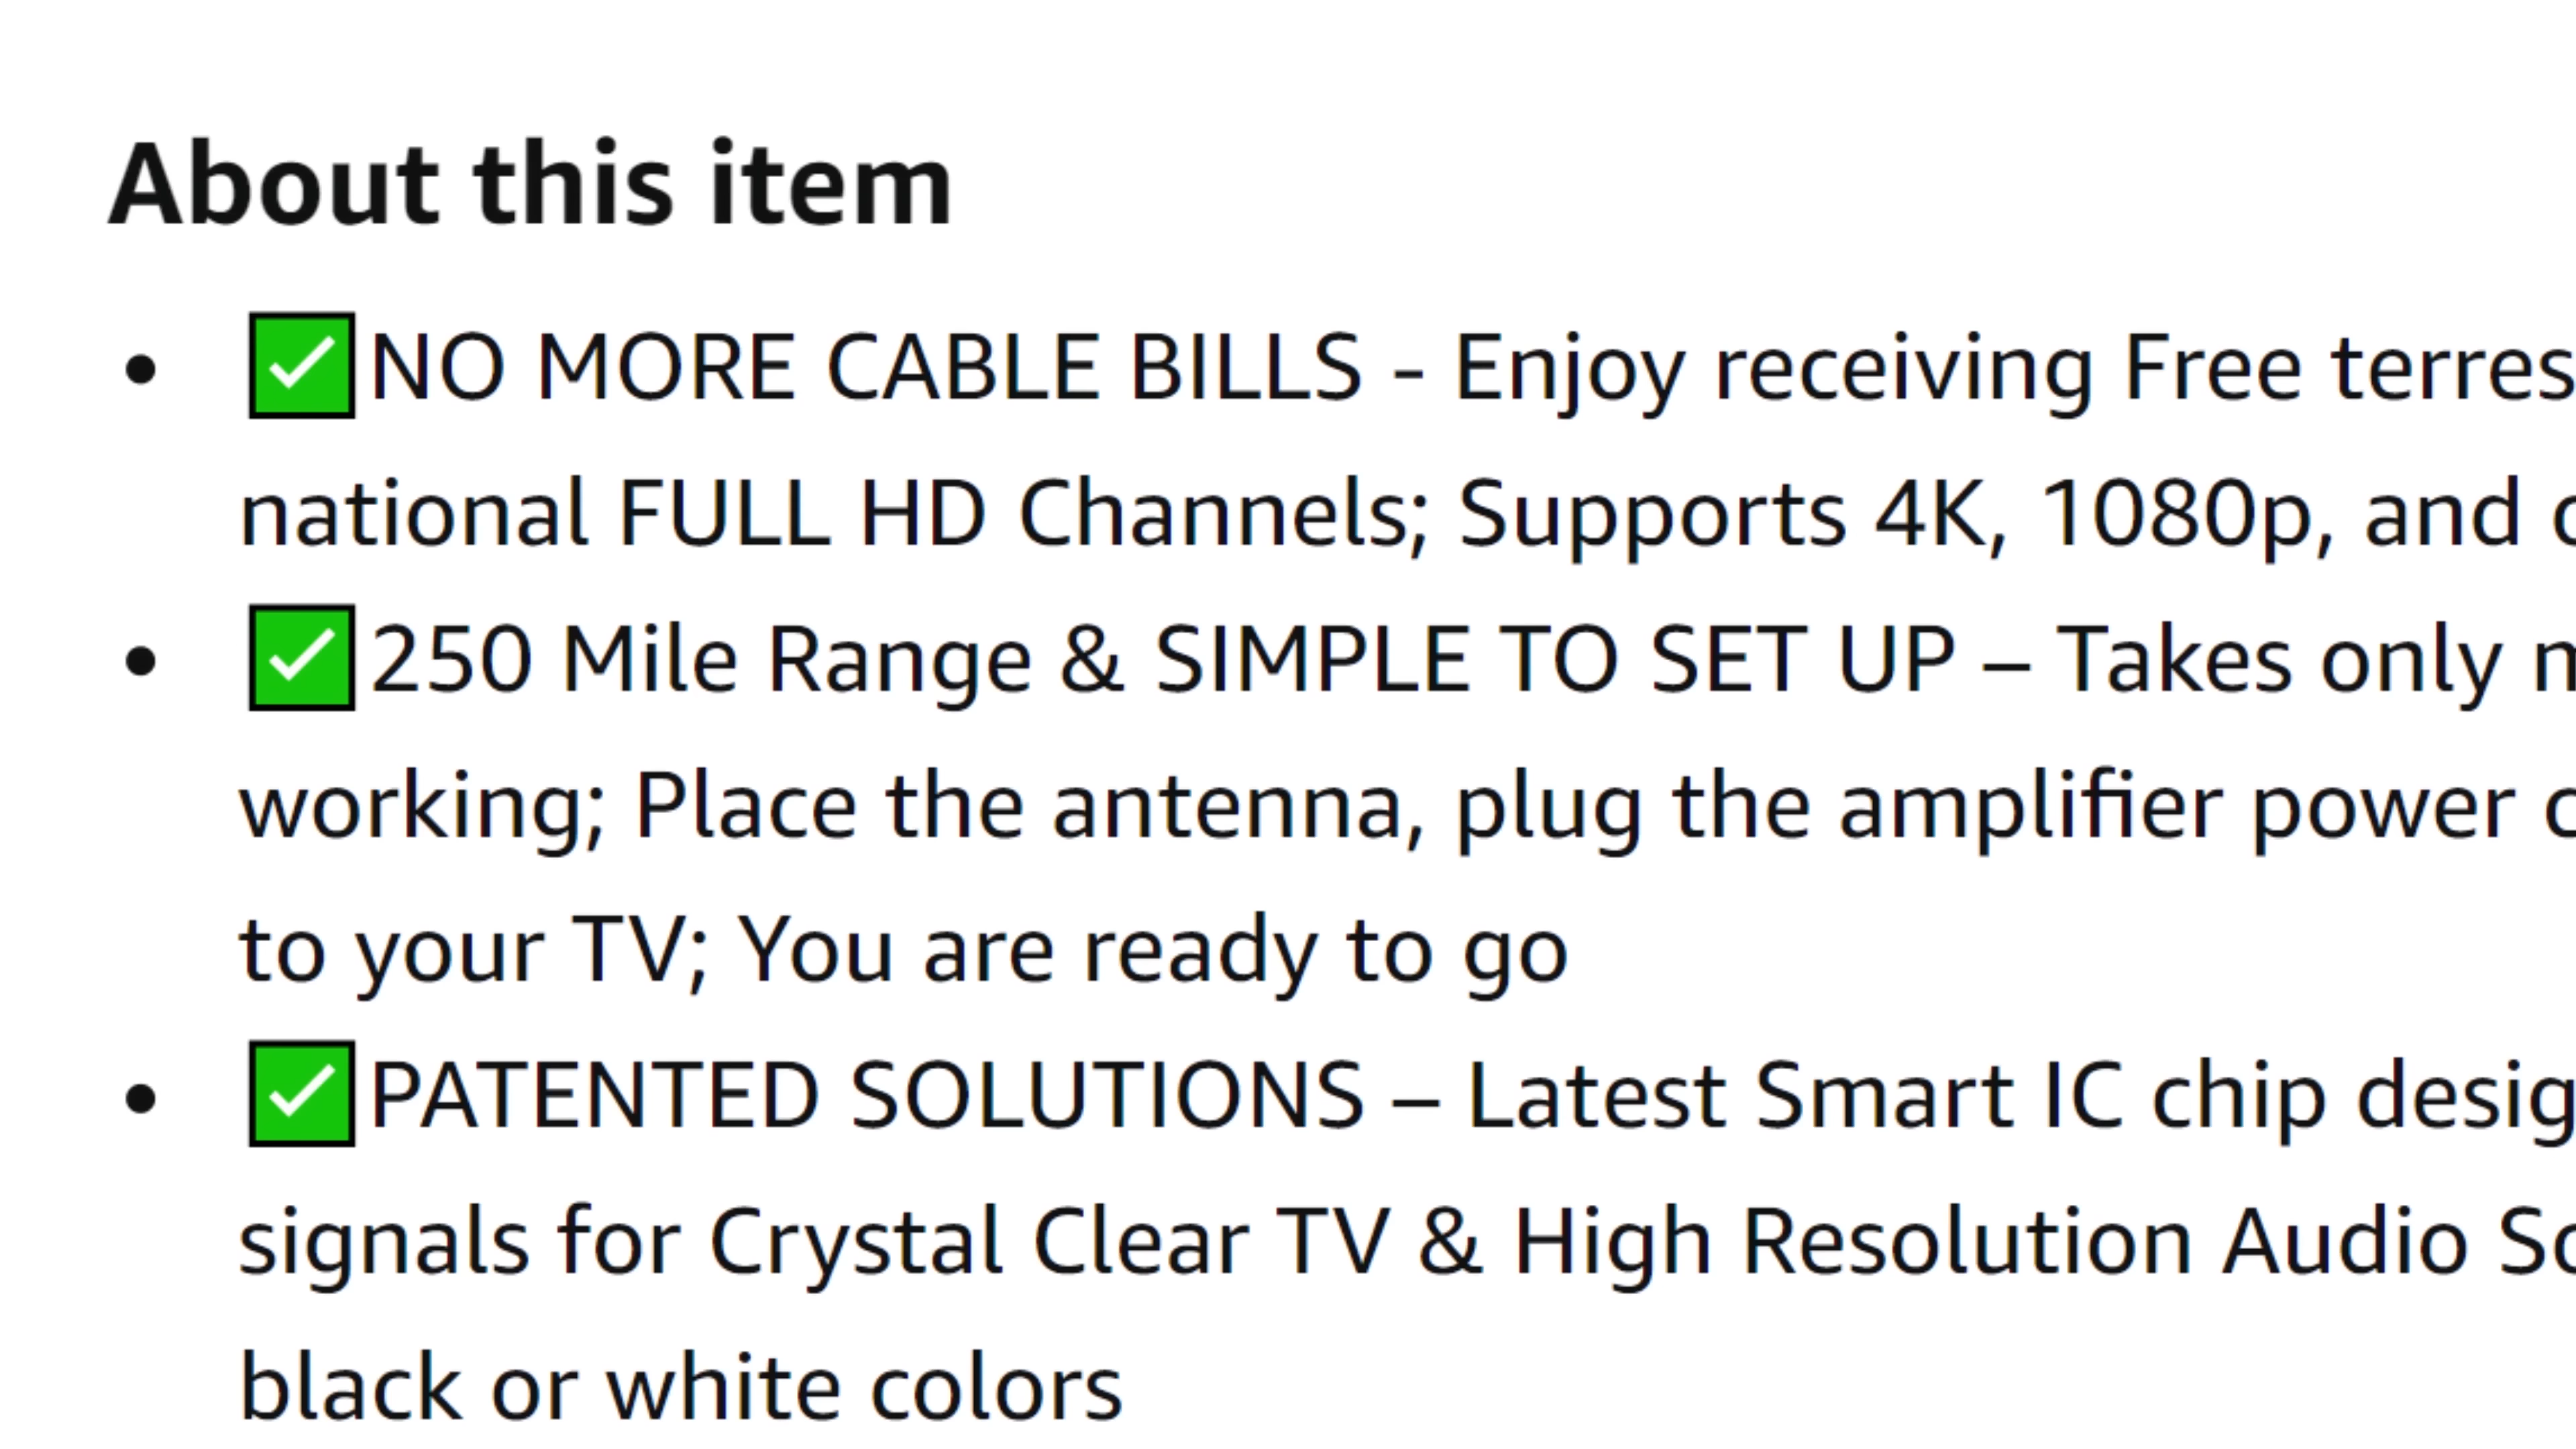 About this item
• ✅NO MORE CABLE BILLS - Enjoy receiving Free
national FULL HD Channels; Supports 4K, 1080p, and
• ✅250 Mile Range & SIMPLE TO SET UP – Takes only
working; Place the antenna, plug the amplifier power
to your TV; You are ready to go
• ✅PATENTED SOLUTIONS – Latest Smart IC chip
signals for Crystal Clear TV & High Resolution Audio
black or white colors